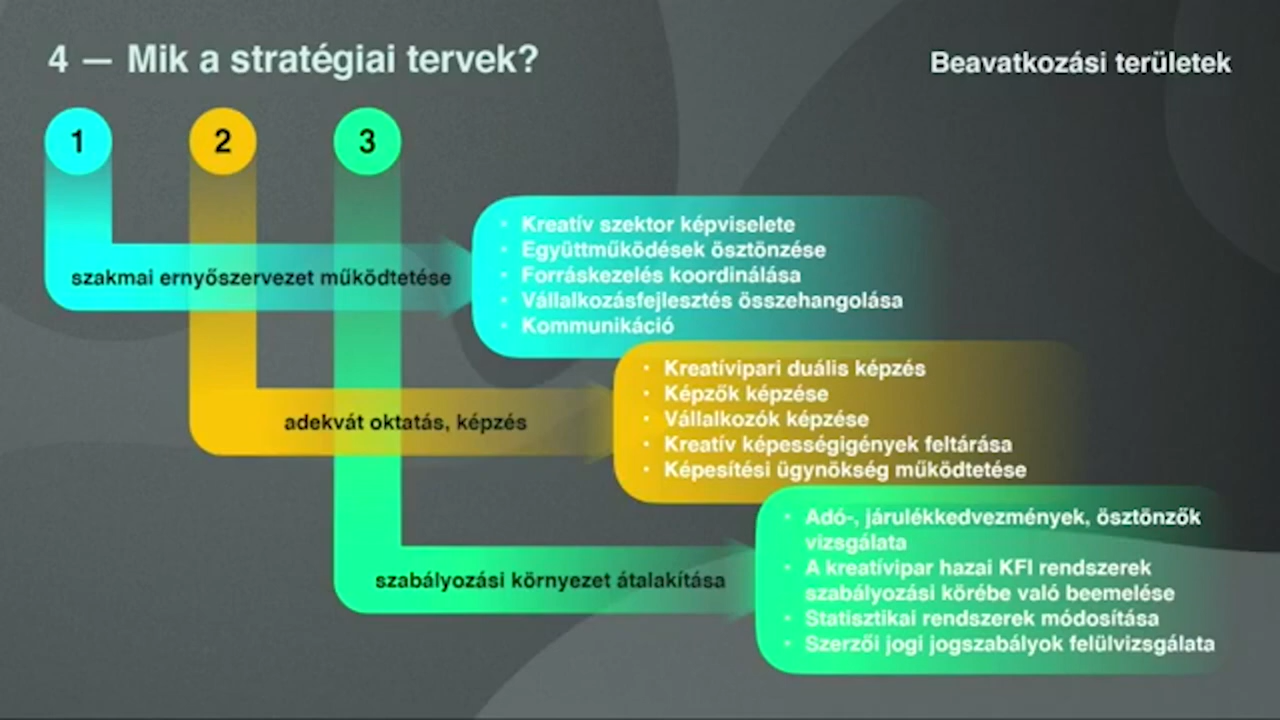 4 — Mik a stratégiai tervek?
Beavatkozási területek
1
2
3
szakmai ernyőszervezet működtetése
• Kreatív szektor képviselete
• Együttműködések ösztönzése
• Forráskezelés koordinálása
• Vállalkozásfejlesztés összehangolása
• Kommunikáció
adekvát oktatás, képzés
• Kreatívipari duális képzés
• Képzők képzése
• Vállalkozók képzése
• Kreatív képességigények feltárása
• Képesítési ügynökség működtetése
szabályozási környezet átalakítása
• Adó-, járulékkedvezmények, ösztönzők
vizsgálata
• A kreatívipar hazai KFI rendszerek
szabályozási körébe való beemelése
• Statisztikai rendszerek módosítása
• Szerzői jogi jogszabályok felülvizsgálata